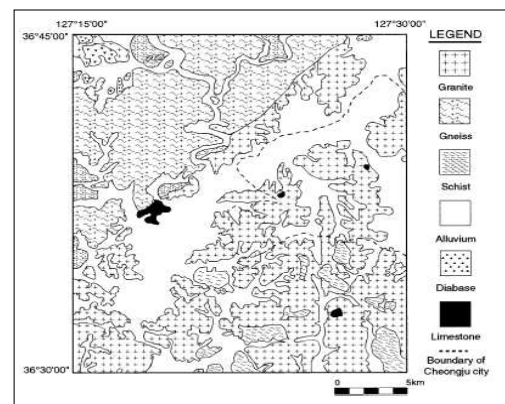 127°15'00" 127°30'00"
36°45'00"
LEGEND
Granite
Gneiss
Schist
Alluvium
Diabase
Limestone
Boundary of
Cheongju city
36°30'00"
0 5km